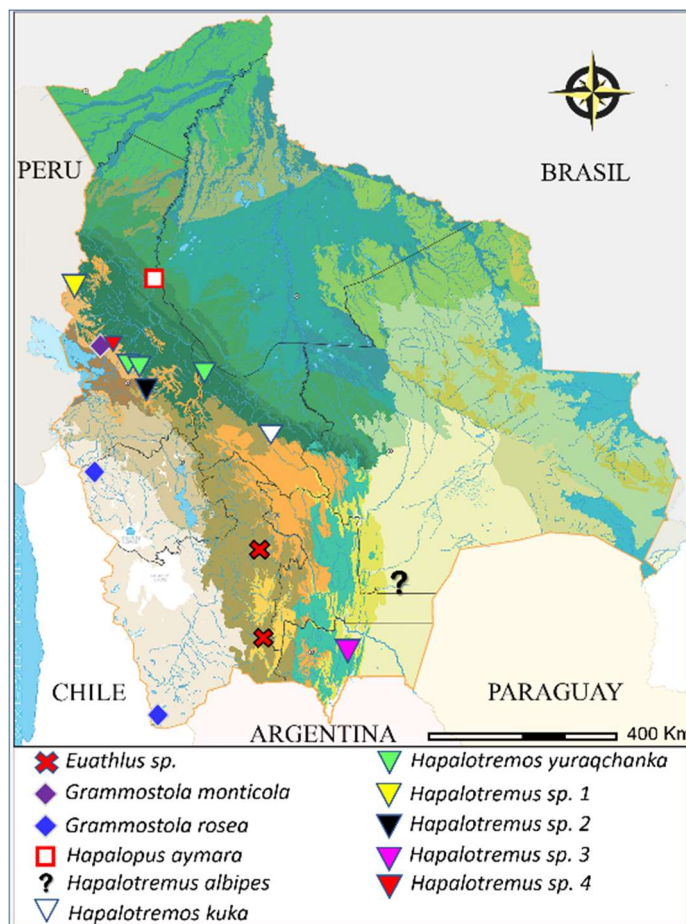 PERU
BRASIL
CHILE
PARAGUAY
ARGENTINA
400 Km
?
Euathlus sp.
Grammostola monticola
Grammostola rosea
Hapalopus aymara
? Hapalotremus albipes
Hapalotremos kuka
Hapalotremos yuraqchanka
Hapalotremus sp. 1
Hapalotremus sp. 2
Hapalotremus sp. 3
Hapalotremus sp. 4